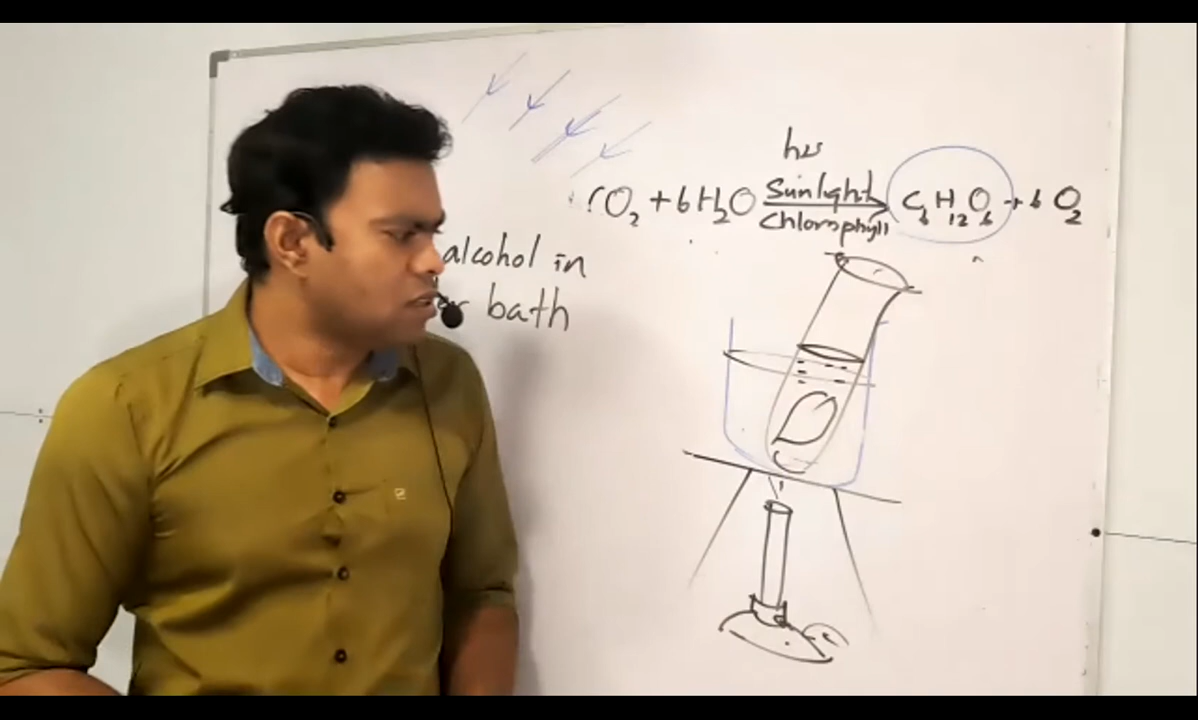 hν
CO₂ + 6H₂O Sunlight C₆H₁₂O₆ + 6O₂
Chlorophyll
alcohol in
bath